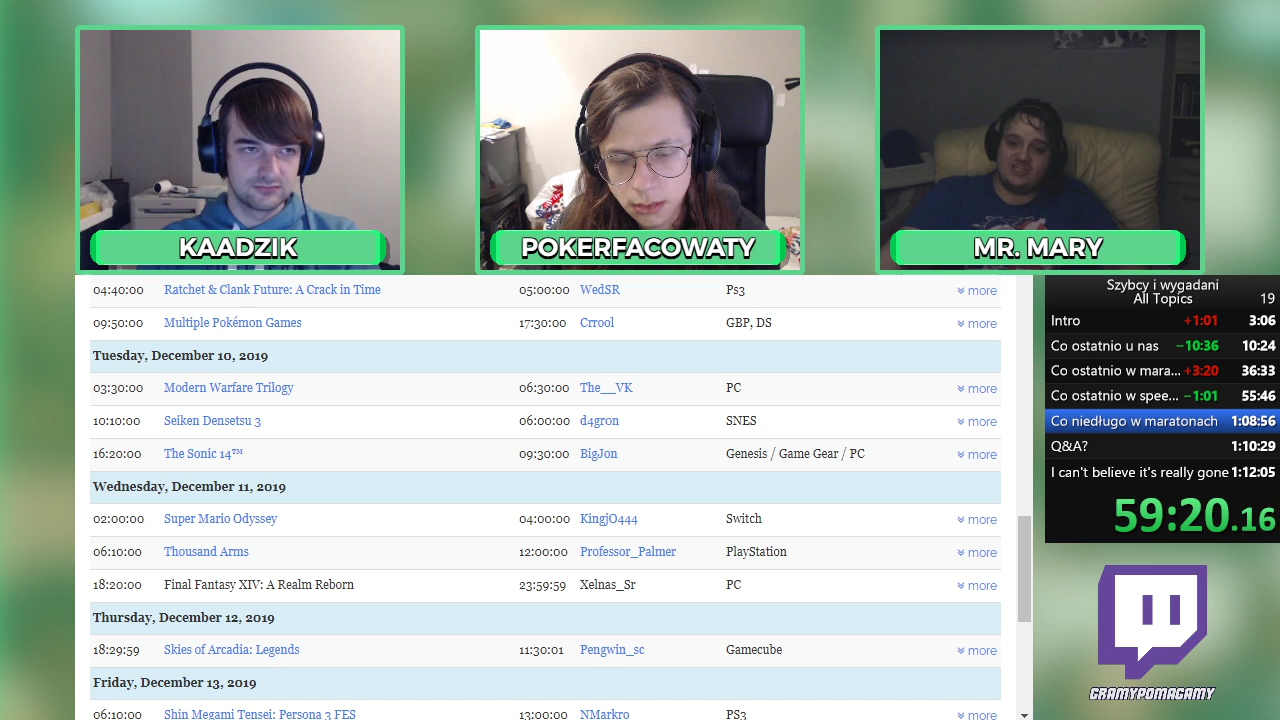 KAADZIK
POKERFACOWATY
MR. MARY
04:40:00 Ratchet & Clank Future: A Crack in Time 05:00:00 WedSR Ps3 more
09:50:00 Multiple Pokémon Games 17:30:00 Crrool GBP, DS more
Tuesday, December 10, 2019
03:30:00 Modern Warfare Trilogy 06:30:00 The__VK PC more
10:10:00 Seiken Densetsu 3 06:00:00 d4gron SNES more
16:20:00 The Sonic 14™ 09:30:00 BigJon Genesis / Game Gear / PC more
Wednesday, December 11, 2019
02:00:00 Super Mario Odyssey 04:00:00 KingJO444 Switch more
06:10:00 Thousand Arms 12:00:00 Professor_Palmer PlayStation more
18:20:00 Final Fantasy XIV: A Realm Reborn 23:59:59 Xelnas_Sr PC more
Thursday, December 12, 2019
18:29:59 Skies of Arcadia: Legends 11:30:01 Pengwin_sc Gamecube more
Friday, December 13, 2019
06:10:00 Shin Megami Tensei: Persona 3 FES 13:00:00 NMarkro PS3 more
Szybcy i wygadani
All Topics 19
Intro +1:01 3:06
Co ostatnio u nas −10:36 10:24
Co ostatnio w mara... +3:20 36:33
Co ostatnio w spee... −1:01 55:46
Co niedługo w maratonach 1:08:56
Q&A? 1:10:29
I can't believe it's really gone 1:12:05
59:20.16
GRAMYPOMAGAMY